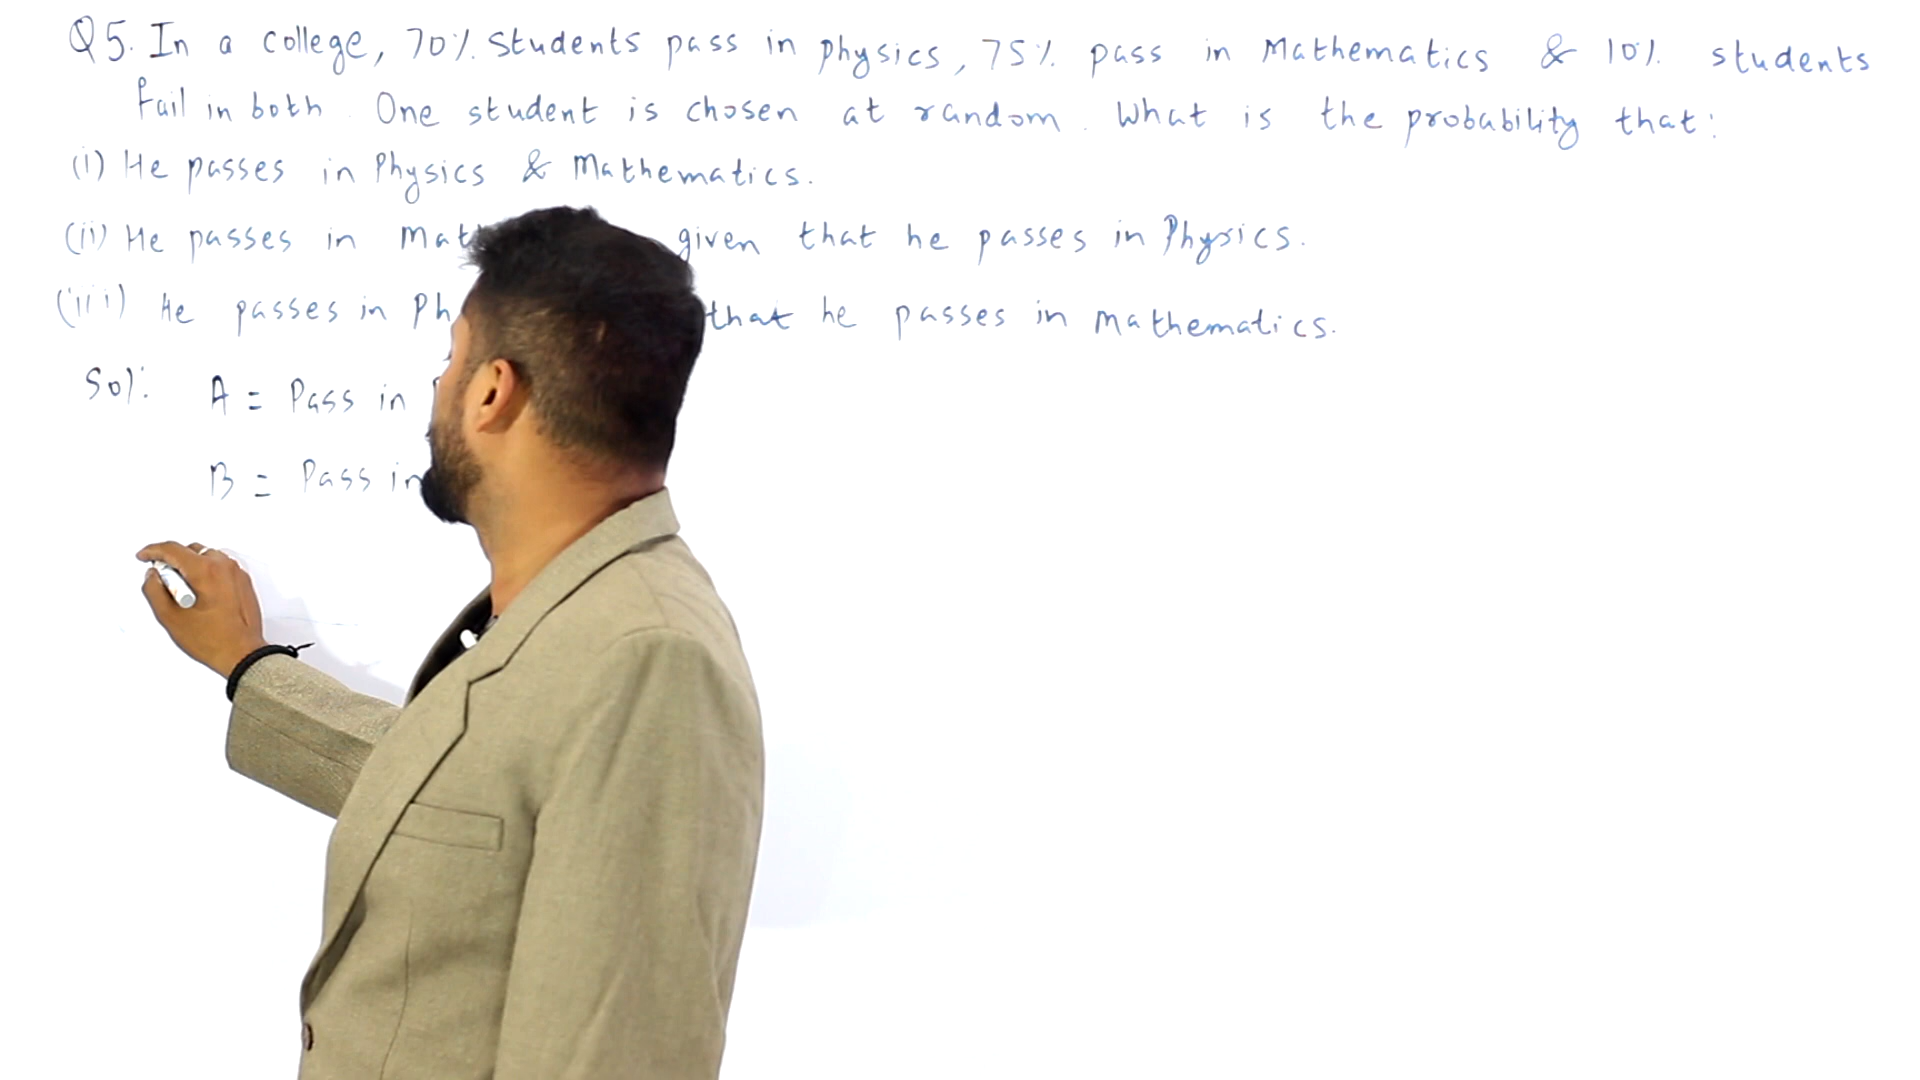 Q5. In a college, 70% Students pass in physics, 75% pass in Mathematics & 10% students
fail in both. One student is chosen at random. What is the probability that:
(i) He passes in Physics & Mathematics.
(ii) He passes in given that he passes in Physics.
(iii) He passes in that he passes in mathematics.
Sol: A = Pass in
B = Pass in